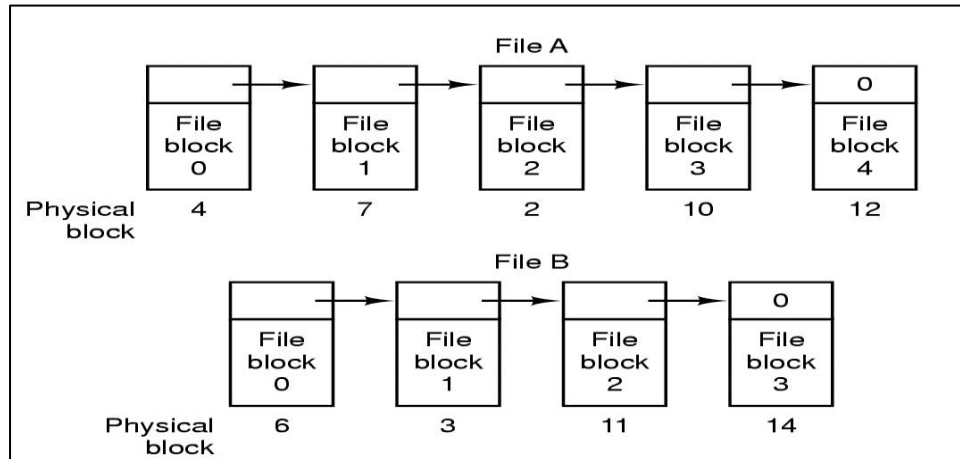 File A
0
File block 0
File block 1
File block 2
File block 3
File block 4
Physical block
4 7 2 10 12
File B
0
File block 0
File block 1
File block 2
File block 3
Physical block
6 3 11 14